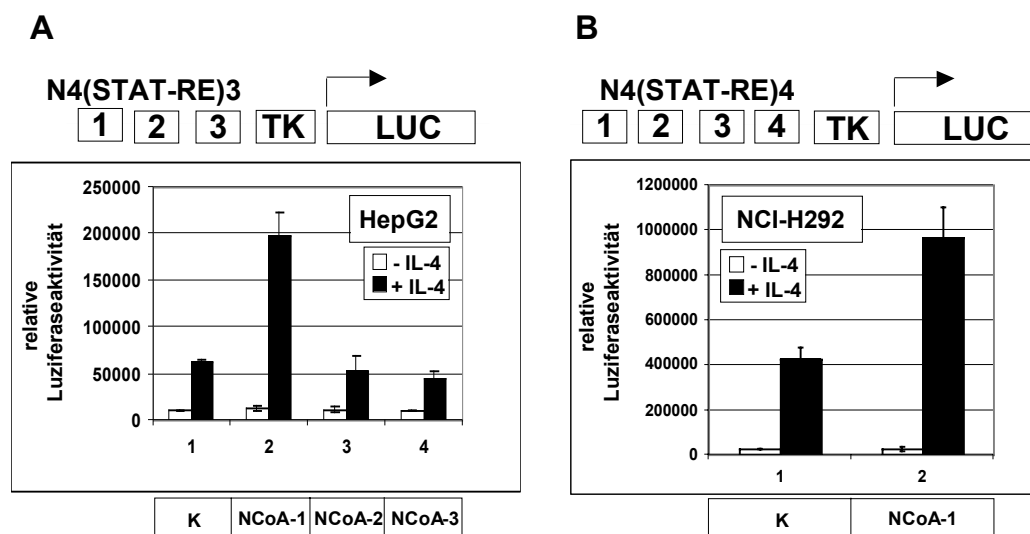 A
N4(STAT-RE)3
1 2 3 TK LUC
relative
Luziferaseaktivität
250000
200000
150000
100000
50000
0
HepG2
- IL-4
+ IL-4
1 2 3 4
K NCoA-1 NCoA-2 NCoA-3
B
N4(STAT-RE)4
1 2 3 4 TK LUC
relative
Luziferaseaktivität
1200000
1000000
800000
600000
400000
200000
0
NCI-H292
- IL-4
+ IL-4
1 2
K NCoA-1